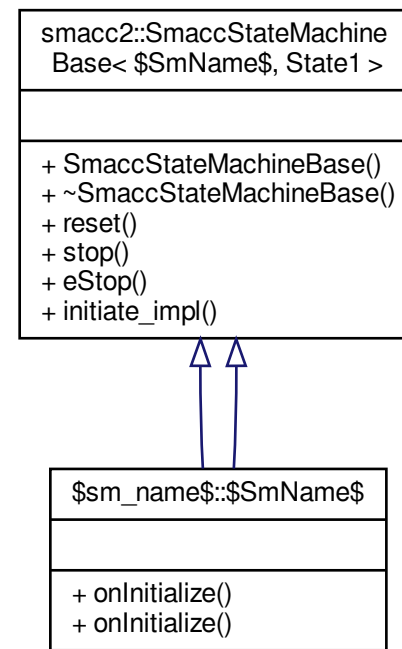 smacc2::SmaccStateMachine
Base< $SmName$, State1 >
+ SmaccStateMachineBase()
+ ~SmaccStateMachineBase()
+ reset()
+ stop()
+ eStop()
+ initiate_impl()
$sm_name$::$SmName$
+ onInitialize()
+ onInitialize()